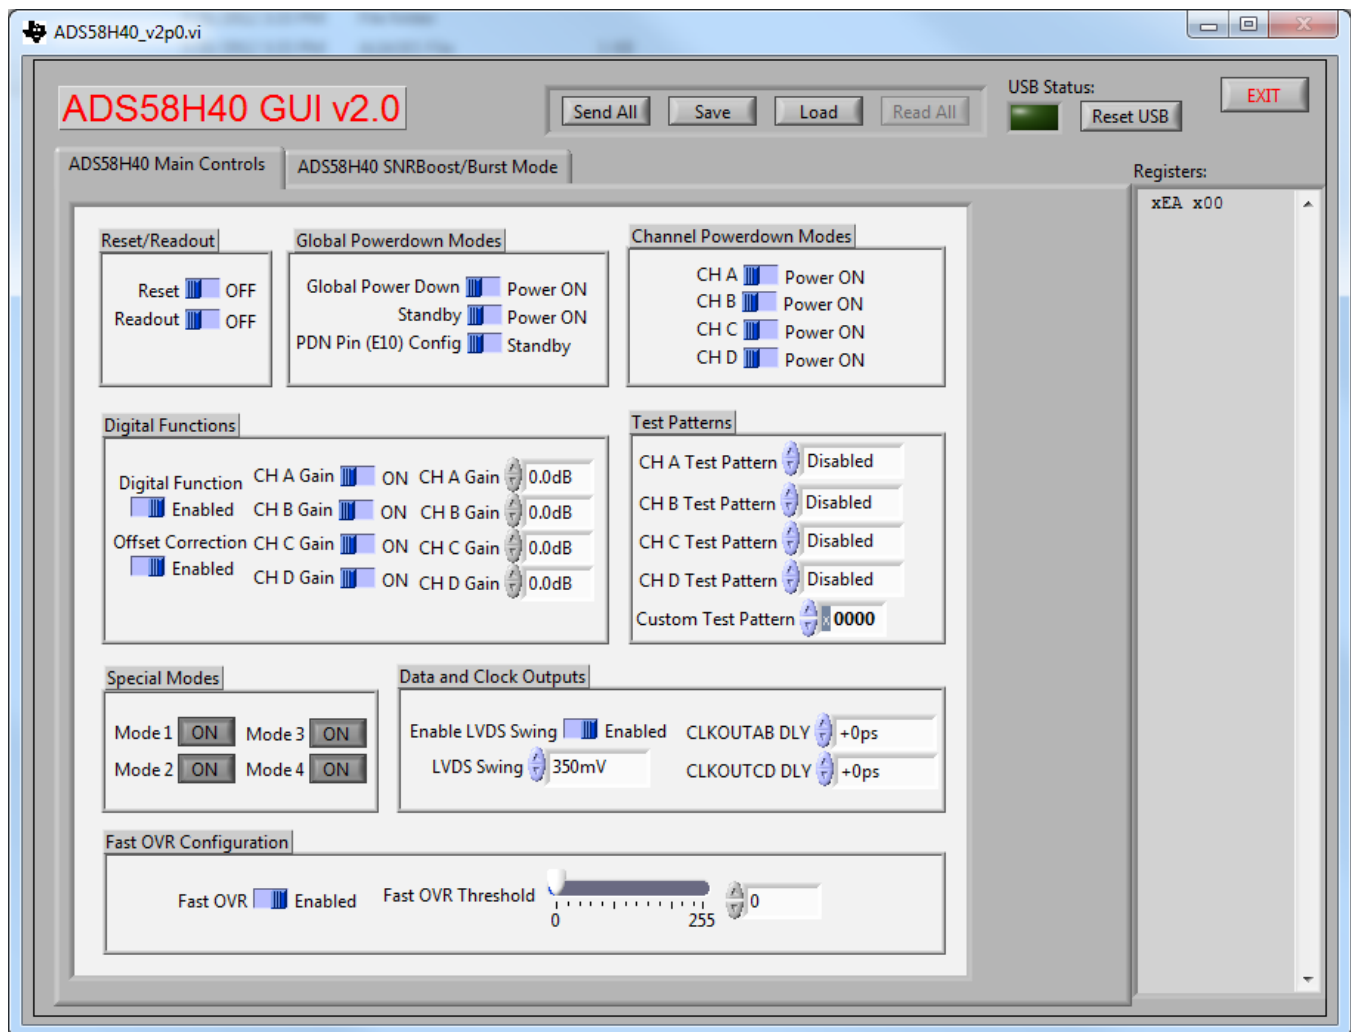 ADS58H40_v2p0.vi
ADS58H40 GUI v2.0
Send All Save Load Read All
USB Status:
Reset USB
EXIT
ADS58H40 Main Controls ADS58H40 SNRBoost/Burst Mode
Registers:
xEA x00
Reset/Readout
Reset OFF
Readout OFF
Global Powerdown Modes
Global Power Down Power ON
Standby Power ON
PDN Pin (E10) Config Standby
Channel Powerdown Modes
CH A Power ON
CH B Power ON
CH C Power ON
CH D Power ON
Digital Functions
Digital Function
Enabled
Offset Correction
Enabled
CH A Gain ON CH A Gain 0.0dB
CH B Gain ON CH B Gain 0.0dB
CH C Gain ON CH C Gain 0.0dB
CH D Gain ON CH D Gain 0.0dB
Test Patterns
CH A Test Pattern Disabled
CH B Test Pattern Disabled
CH C Test Pattern Disabled
CH D Test Pattern Disabled
Custom Test Pattern x 0000
Special Modes
Mode 1 ON Mode 3 ON
Mode 2 ON Mode 4 ON
Data and Clock Outputs
Enable LVDS Swing Enabled CLKOUTAB DLY +0ps
LVDS Swing 350mV CLKOUTCD DLY +0ps
Fast OVR Configuration
Fast OVR Enabled Fast OVR Threshold 0
0 255